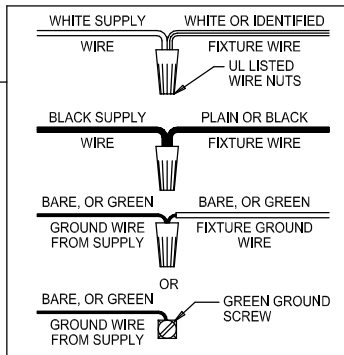 WHITE SUPPLY
WIRE
WHITE OR IDENTIFIED
FIXTURE WIRE
UL LISTED
WIRE NUTS
BLACK SUPPLY
WIRE
PLAIN OR BLACK
FIXTURE WIRE
BARE, OR GREEN
GROUND WIRE
FROM SUPPLY
BARE, OR GREEN
FIXTURE GROUND
WIRE
OR
BARE, OR GREEN
GROUND WIRE
FROM SUPPLY
GREEN GROUND
SCREW